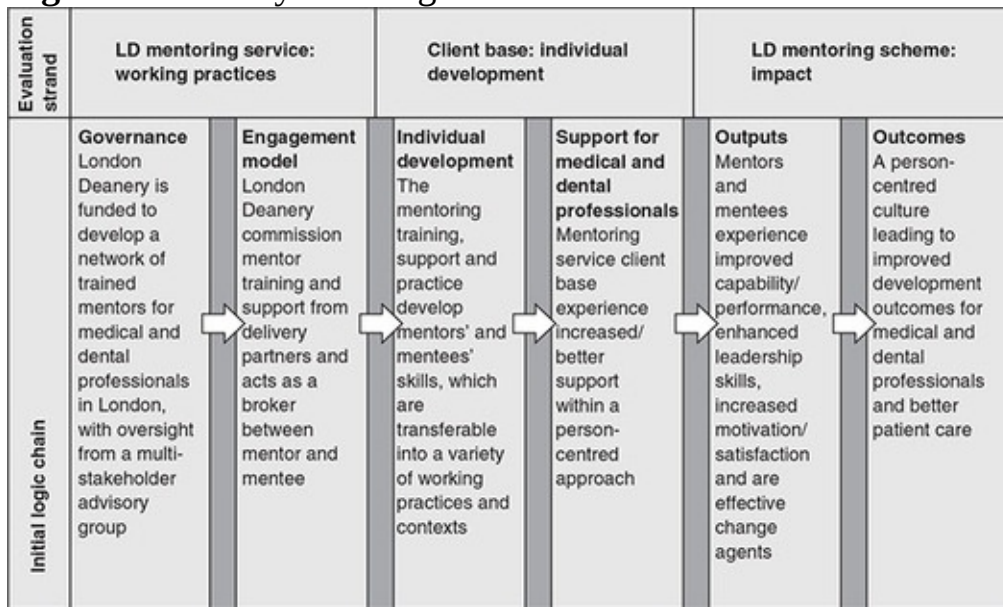 Evaluation
strand
LD mentoring service:
working practices
Client base: individual
development
LD mentoring scheme:
impact
Initial logic chain
Governance
London
Deanery is
funded to
develop a
network of
trained
mentors for
medical and
dental
professionals
in London,
with oversight
from a multi-
stakeholder
advisory
group
Engagement
model
London
Deanery
commission
mentor
training and
support from
delivery
partners and
acts as a
broker
between
mentor and
mentee
Individual
development
The
mentoring
training,
support and
practice
develop
mentors' and
mentees'
skills, which
are
transferable
into a variety
of working
practices and
contexts
Support for
medical and
dental
professionals
Mentoring
service client
base
experience
increased/
better
support
within a
person-
centred
approach
Outputs
Mentors
and
mentees
experience
improved
capability/
performance,
enhanced
leadership
skills,
increased
motivation/
satisfaction
and are
effective
change
agents
Outcomes
A person-
centred
culture
leading to
improved
development
outcomes for
medical and
dental
professionals
and better
patient care